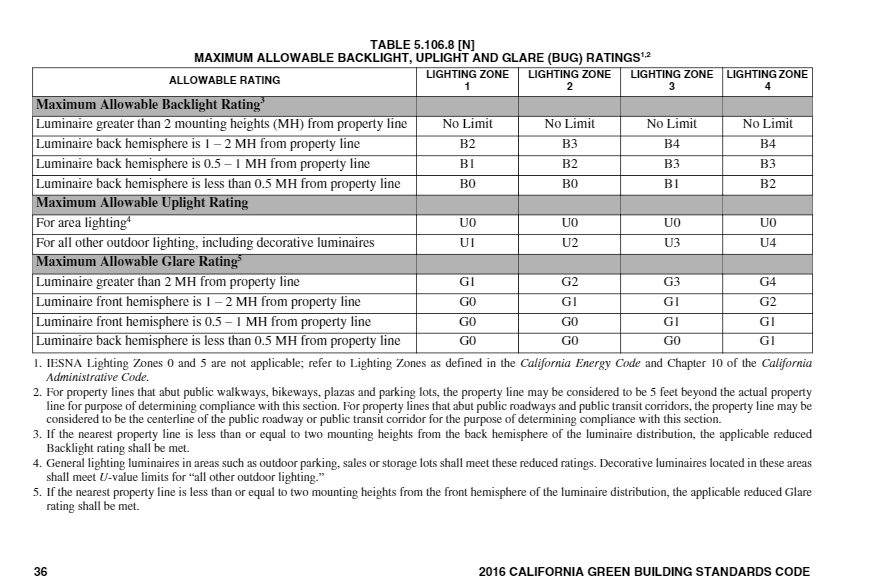 TABLE 5.106.8 [N]
MAXIMUM ALLOWABLE BACKLIGHT, UPLIGHT AND GLARE (BUG) RATINGS1,2
ALLOWABLE RATING LIGHTING ZONE 1 LIGHTING ZONE 2 LIGHTING ZONE 3 LIGHTING ZONE 4
Maximum Allowable Backlight Rating3
Luminaire greater than 2 mounting heights (MH) from property line No Limit No Limit No Limit No Limit
Luminaire back hemisphere is 1 – 2 MH from property line B2 B3 B4 B4
Luminaire back hemisphere is 0.5 – 1 MH from property line B1 B2 B3 B3
Luminaire back hemisphere is less than 0.5 MH from property line B0 B0 B1 B2
Maximum Allowable Uplight Rating
For area lighting4 U0 U0 U0 U0
For all other outdoor lighting, including decorative luminaires U1 U2 U3 U4
Maximum Allowable Glare Rating5
Luminaire greater than 2 MH from property line G1 G2 G3 G4
Luminaire front hemisphere is 1 – 2 MH from property line G0 G1 G1 G2
Luminaire front hemisphere is 0.5 – 1 MH from property line G0 G0 G1 G1
Luminaire back hemisphere is less than 0.5 MH from property line G0 G0 G0 G1
1. IESNA Lighting Zones 0 and 5 are not applicable; refer to Lighting Zones as defined in the California Energy Code and Chapter 10 of the California
Administrative Code.
2. For property lines that abut public walkways, bikeways, plazas and parking lots, the property line may be considered to be 5 feet beyond the actual property
line for purpose of determining compliance with this section. For property lines that abut public roadways and public transit corridors, the property line may be
considered to be the centerline of the public roadway or public transit corridor for the purpose of determining compliance with this section.
3. If the nearest property line is less than or equal to two mounting heights from the back hemisphere of the luminaire distribution, the applicable reduced
Backlight rating shall be met.
4. General lighting luminaires in areas such as outdoor parking, sales or storage lots shall meet these reduced ratings. Decorative luminaires located in these areas
shall meet U-value limits for “all other outdoor lighting.”
5. If the nearest property line is less than or equal to two mounting heights from the front hemisphere of the luminaire distribution, the applicable reduced Glare
rating shall be met.
36 2016 CALIFORNIA GREEN BUILDING STANDARDS CODE